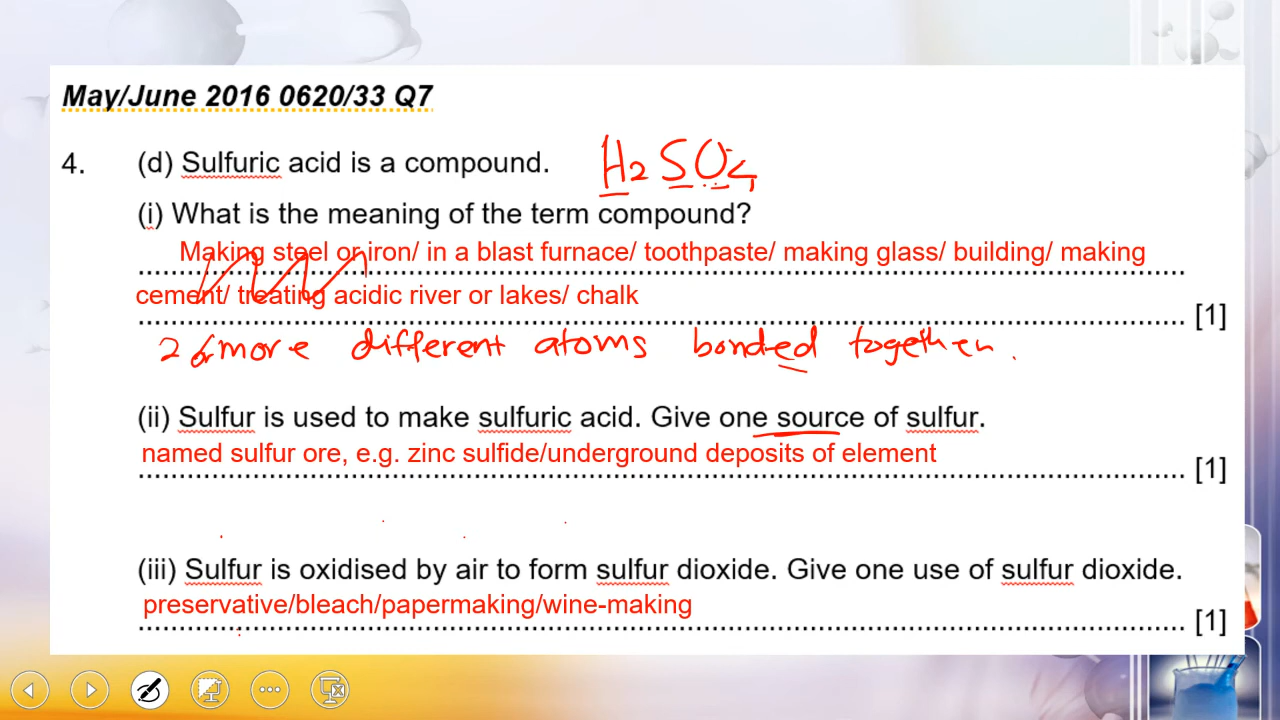 May/June 2016 0620/33 Q7
4. (d) Sulfuric acid is a compound. H2SO4
(i) What is the meaning of the term compound?
Making steel or iron/ in a blast furnace/ toothpaste/ making glass/ building/ making
cement/ treating acidic river or lakes/ chalk
[1]
2 or more different atoms bonded together.
(ii) Sulfur is used to make sulfuric acid. Give one source of sulfur.
named sulfur ore, e.g. zinc sulfide/underground deposits of element
[1]
(iii) Sulfur is oxidised by air to form sulfur dioxide. Give one use of sulfur dioxide.
preservative/bleach/papermaking/wine-making
[1]